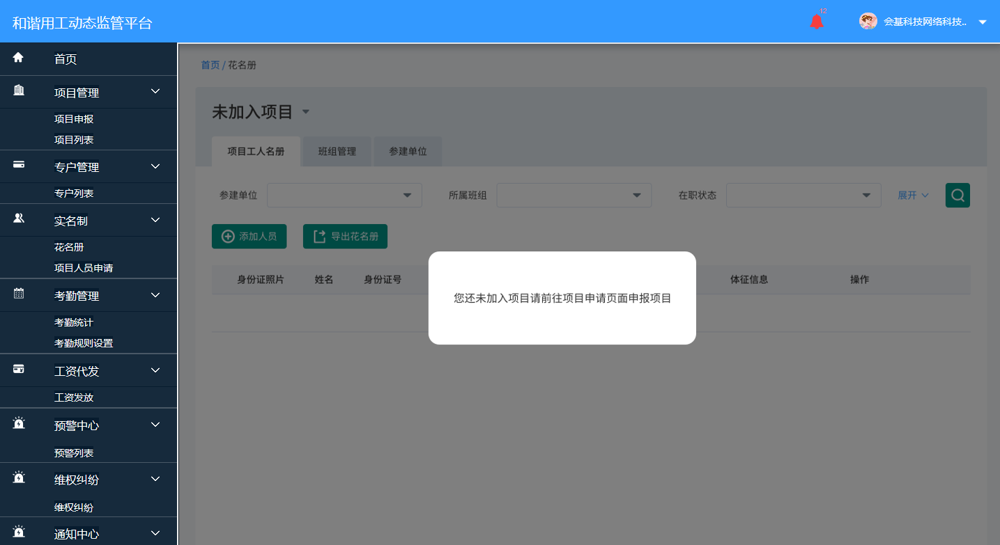 和谐用工动态监管平台
12
会基科技网络科技..
首页
项目管理
项目申报
项目列表
专户管理
专户列表
实名制
花名册
项目人员申请
考勤管理
考勤统计
考勤规则设置
工资代发
工资发放
预警中心
预警列表
维权纠纷
维权纠纷
通知中心
首页 / 花名册
未加入项目
项目工人名册 班组管理 参建单位
参建单位 所属班组 在职状态 展开
添加人员 导出花名册
身份证照片 姓名 身份证号 体征信息 操作
您还未加入项目请前往项目申请页面申报项目